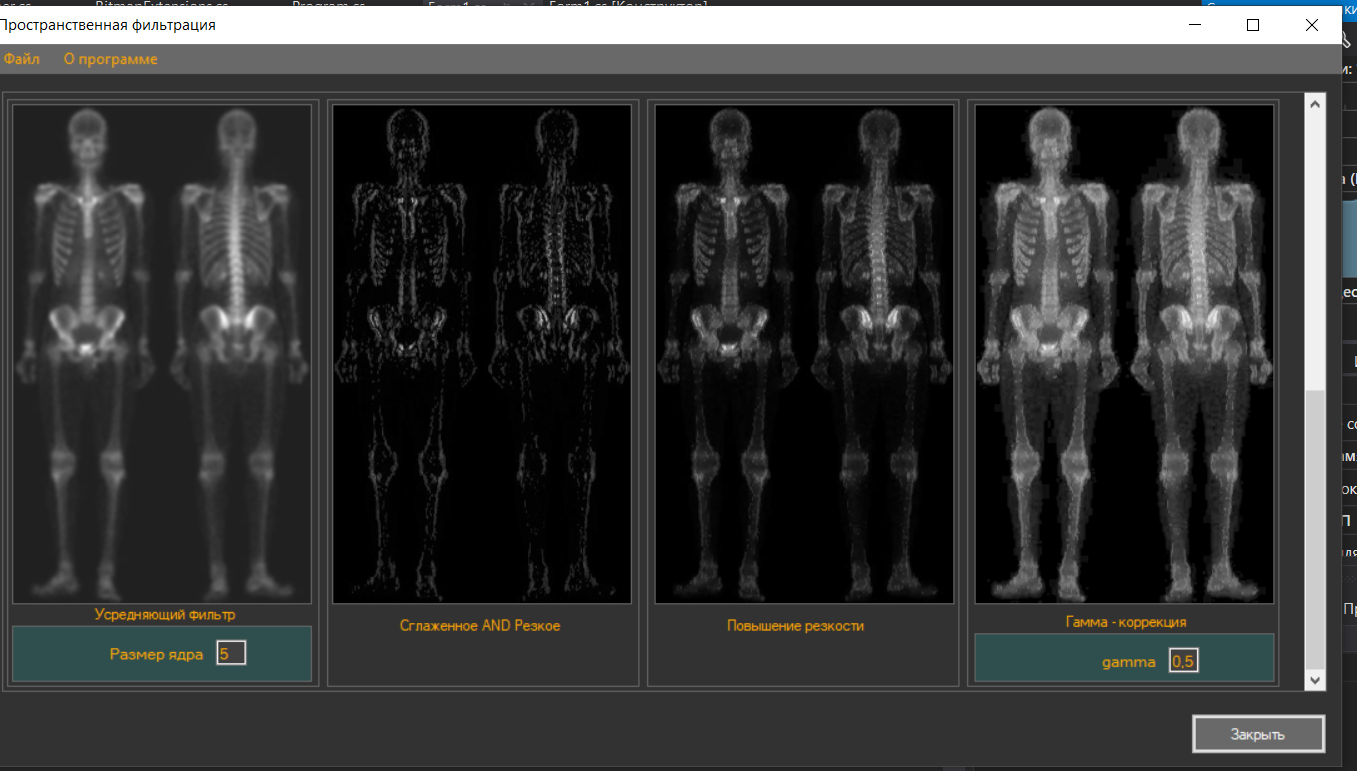 Пространственная фильтрация
Файл О программе
Усредняющий фильтр
Размер ядра 5
Сглаженное AND Резкое
Повышение резкости
Гамма - коррекция
gamma 0,5
Закрыть